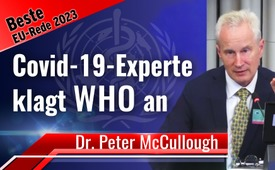 Beste
EU-Rede 2023
Covid-19-Experte
klagt WHO an
Dr. Peter McCullough